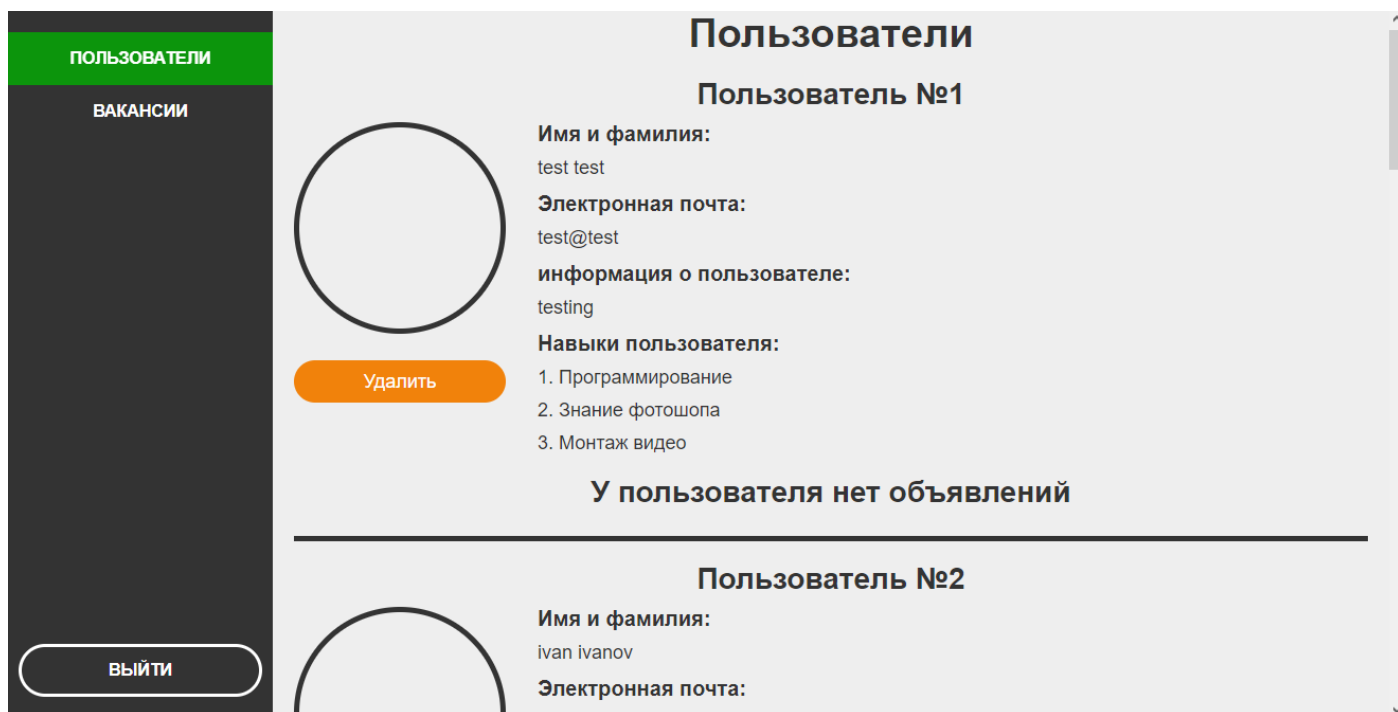 ПОЛЬЗОВАТЕЛИ
ВАКАНСИИ
ВЫЙТИ
Пользователи
Пользователь №1
Имя и фамилия:
test test
Электронная почта:
test@test
информация о пользователе:
testing
Навыки пользователя:
1. Программирование
2. Знание фотошопа
3. Монтаж видео
Удалить
У пользователя нет объявлений
Пользователь №2
Имя и фамилия:
ivan ivanov
Электронная почта: